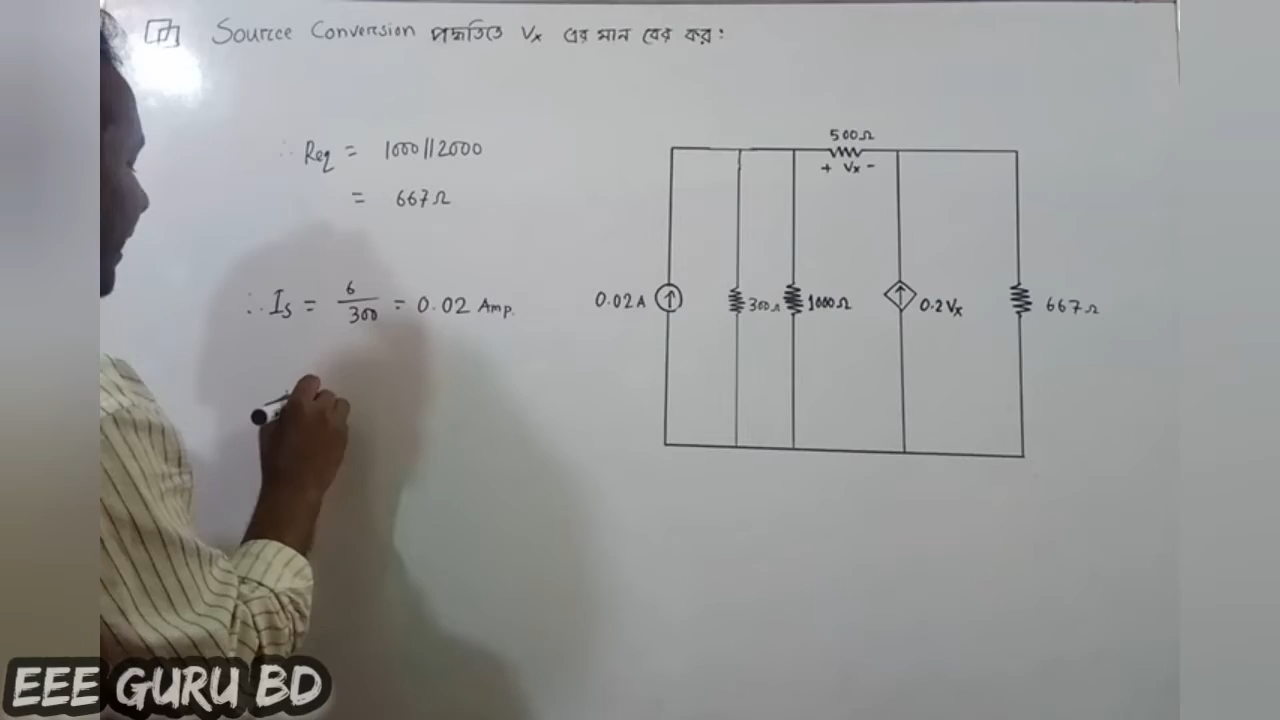 Source Conversion পদ্ধতিতে Vx এর মান বের কর :
∴ Req = 1000||2000
= 667Ω
∴ Is = 6/300 = 0.02 Amp.
500Ω
+ Vx -
0.02A
300Ω
1000Ω
0.2Vx
667Ω
EEE GURU BD